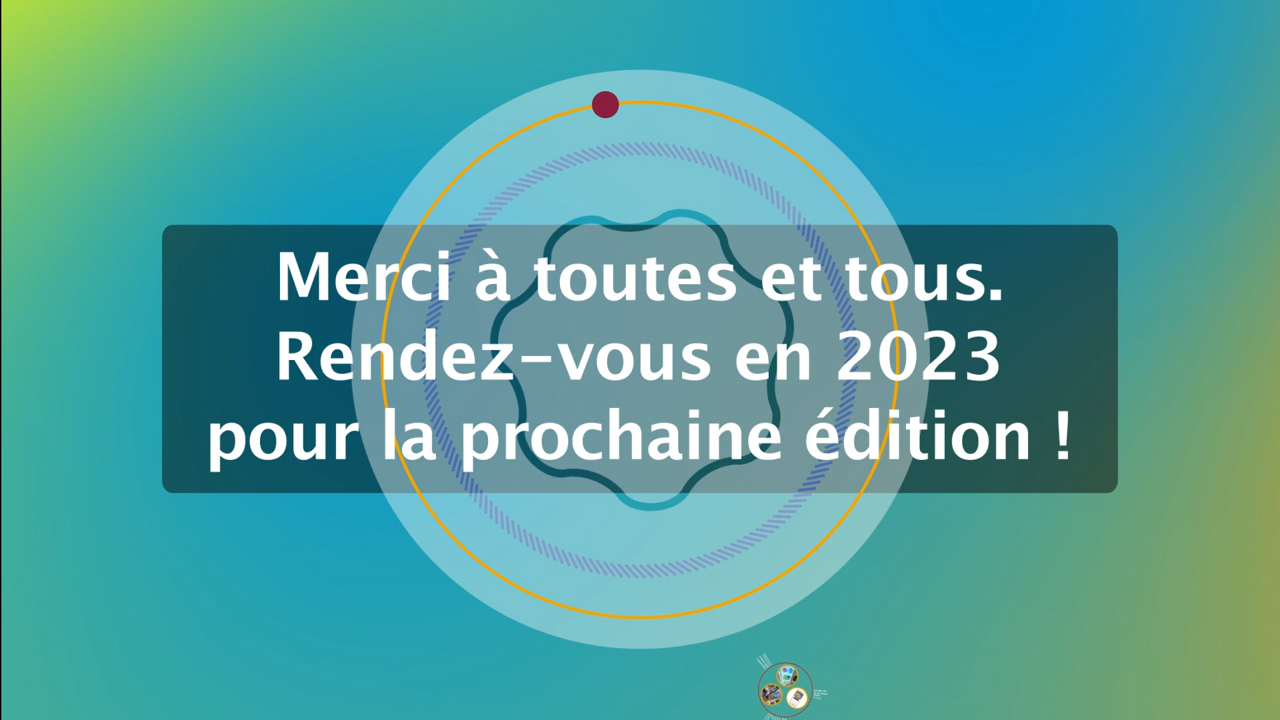 Merci à toutes et tous.
Rendez-vous en 2023
pour la prochaine édition !